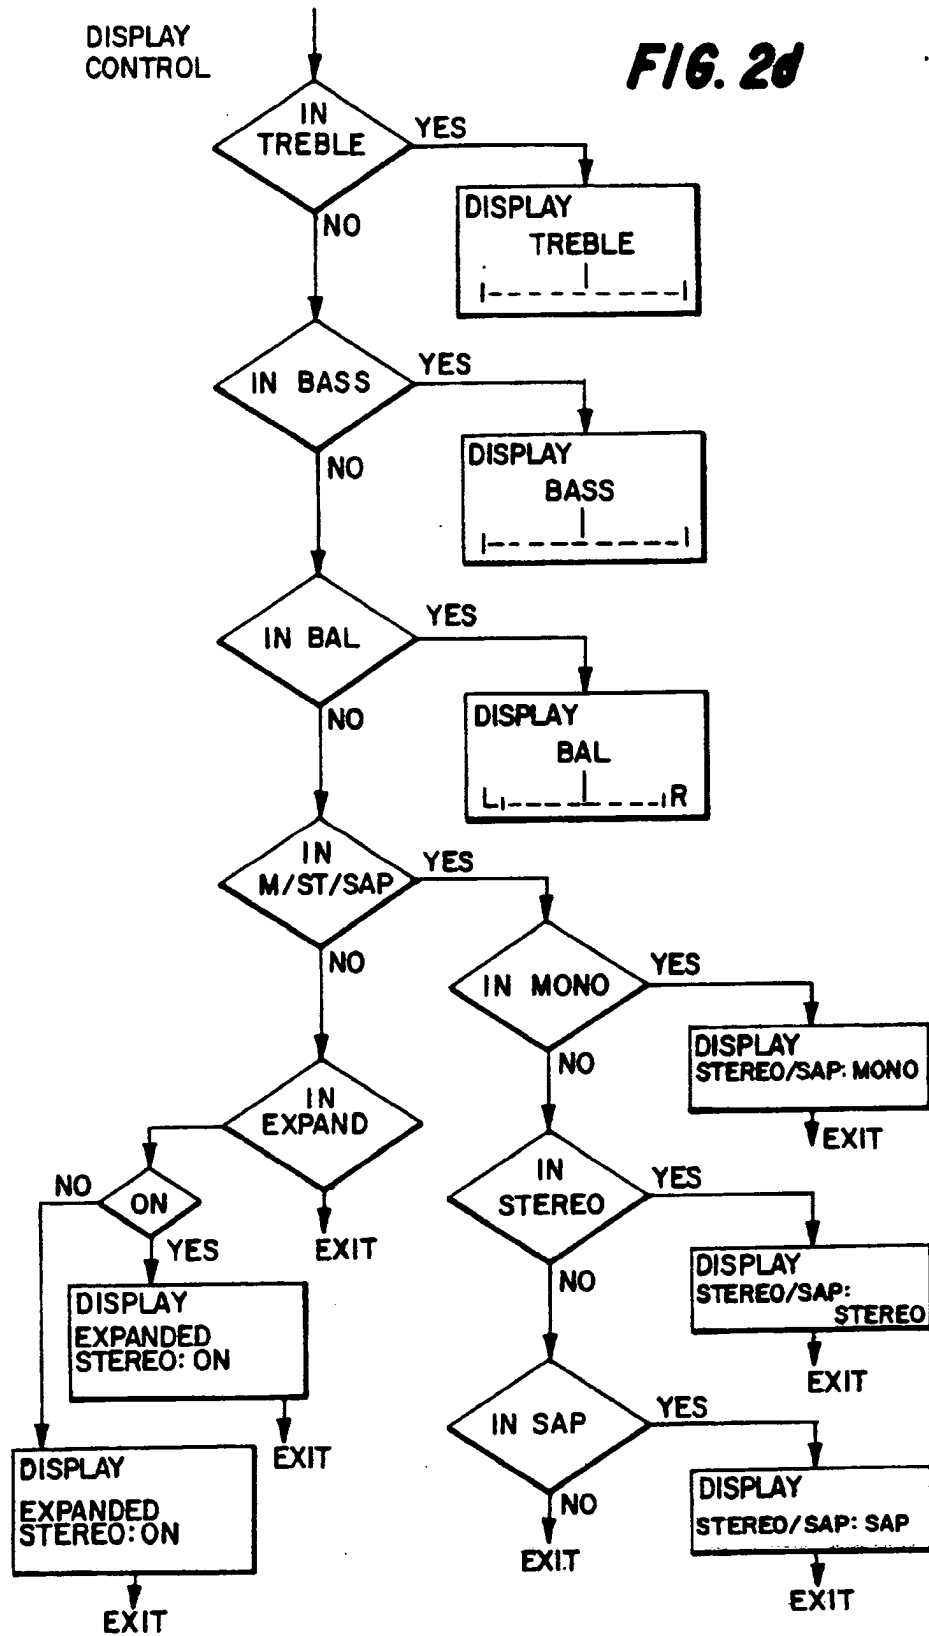 DISPLAY
CONTROL
FIG. 2d
IN
TREBLE
YES
NO
DISPLAY
TREBLE
IN BASS
YES
NO
DISPLAY
BASS
IN BAL
YES
NO
DISPLAY
BAL
L R
IN
M/ST/SAP
YES
NO
IN MONO
YES
NO
DISPLAY
STEREO/SAP: MONO
EXIT
IN
EXPAND
EXIT
NO
ON
YES
DISPLAY
EXPANDED
STEREO: ON
EXIT
DISPLAY
EXPANDED
STEREO: ON
EXIT
IN
STEREO
YES
NO
DISPLAY
STEREO/SAP:
STEREO
EXIT
IN SAP
YES
NO
EXIT
DISPLAY
STEREO/SAP: SAP
EXIT